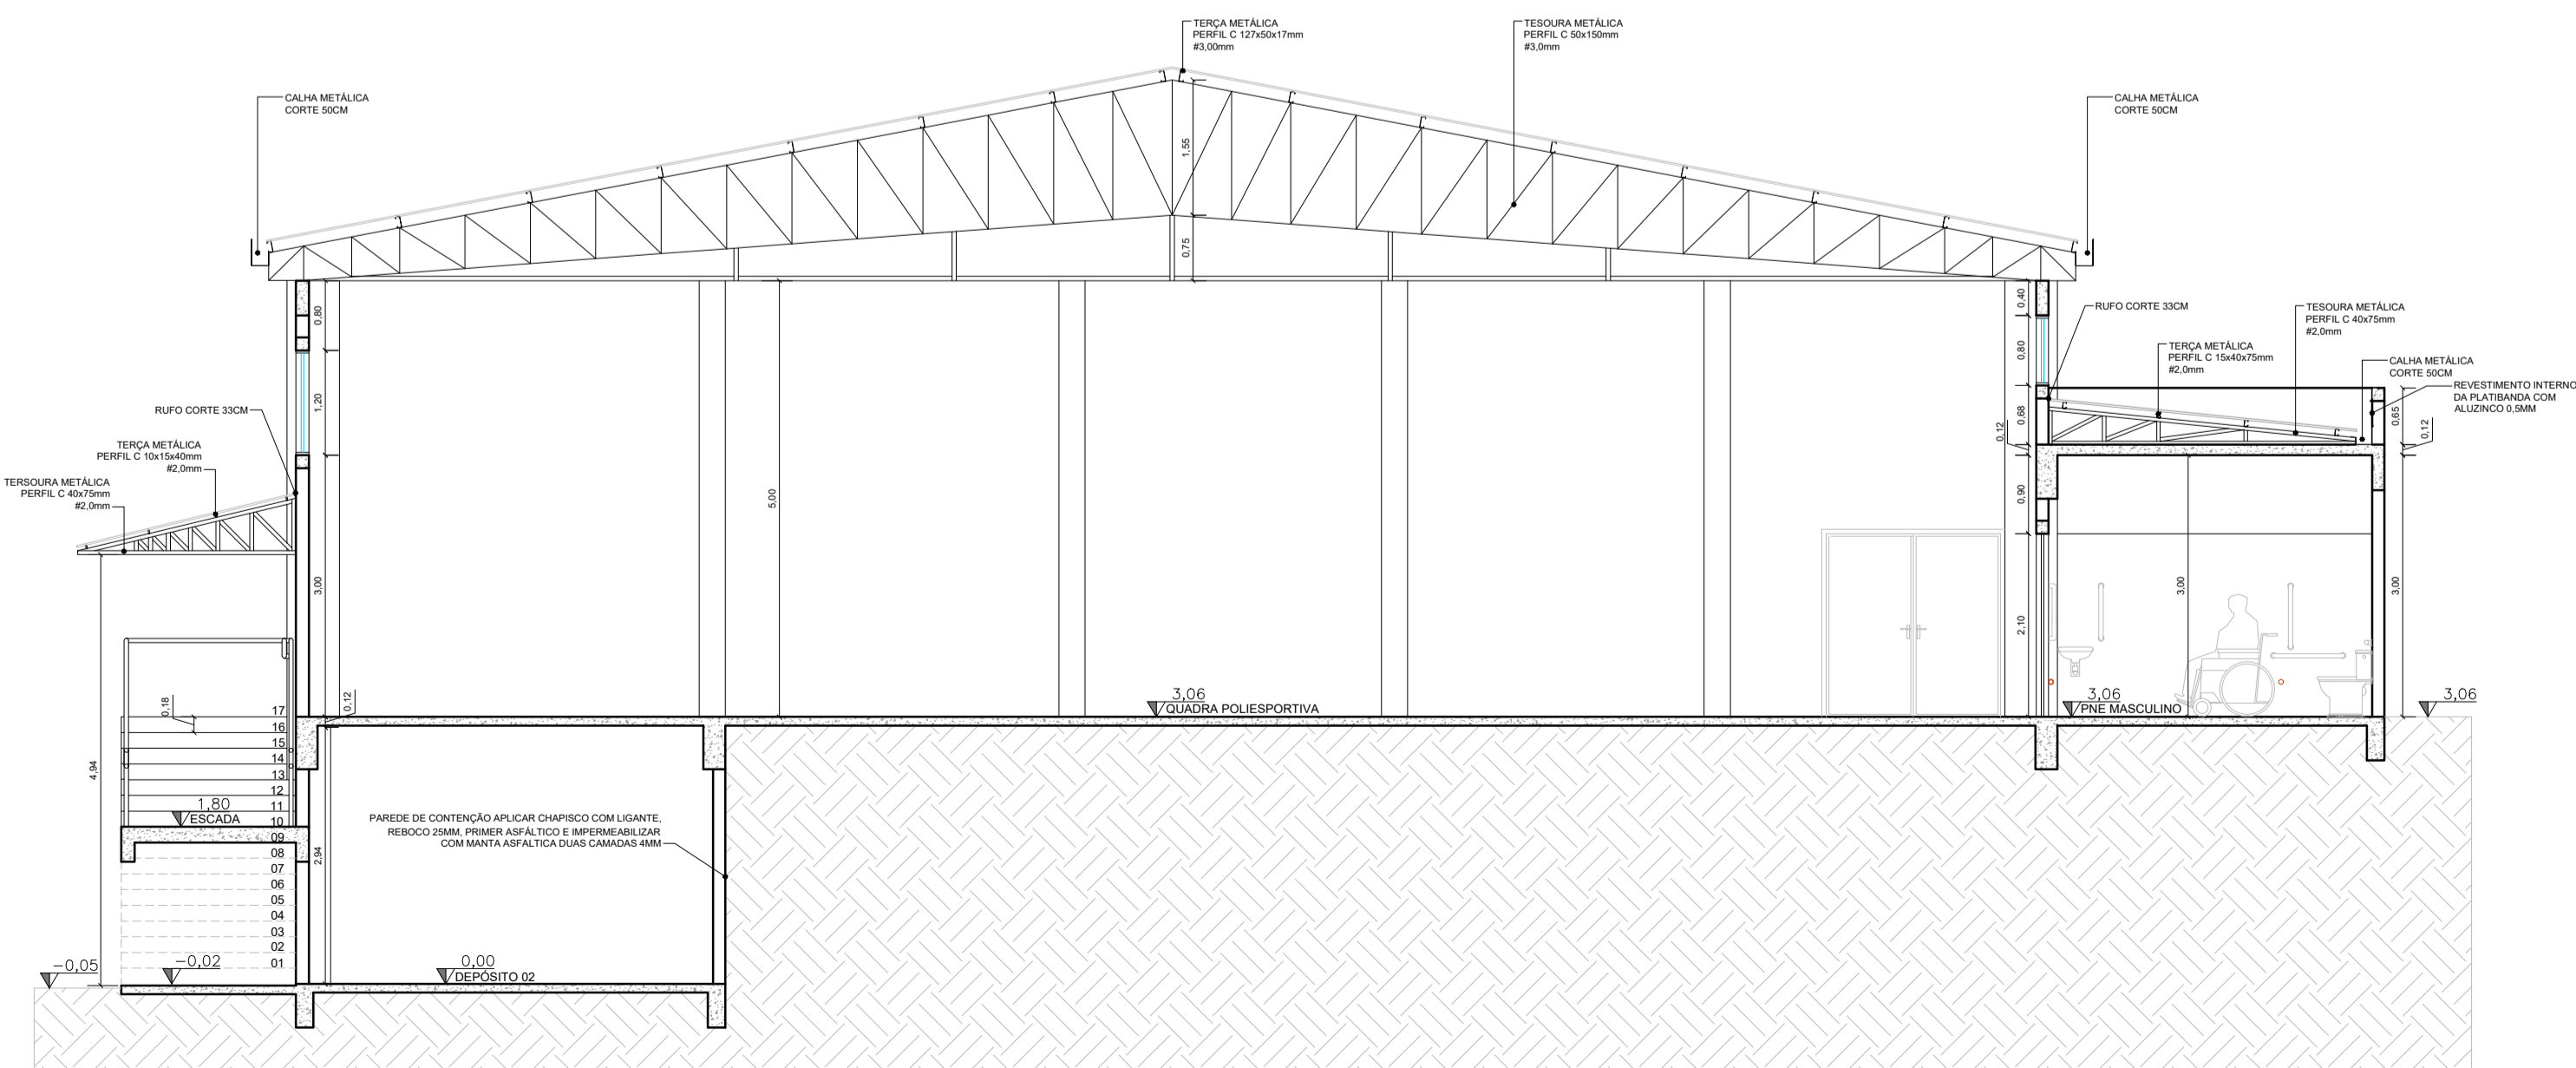 TERÇA METÁLICA
PERFIL C 127x50x17mm
#3,00mm
TESOURA METÁLICA
PERFIL C 50x150mm
#3,0mm
CALHA METÁLICA
CORTE 50CM
CALHA METÁLICA
CORTE 50CM
1,55
0,75
RUFO CORTE 33CM
TESOURA METÁLICA
PERFIL C 40x75mm
#2,0mm
TERÇA METÁLICA
PERFIL C 15x40x75mm
#2,0mm
CALHA METÁLICA
CORTE 50CM
REVESTIMENTO INTERNO
DA PLATIBANDA COM
ALUZINCO 0,5MM
RUFO CORTE 33CM
TERÇA METÁLICA
PERFIL C 10x15x40mm
#2,0mm
TERSOURA METÁLICA
PERFIL C 40x75mm
#2,0mm
0,80
1,20
3,00
0,12
5,00
0,40
0,80
0,68
0,12
0,90
2,10
3,00
0,65
0,12
3,00
0,18
4,94
2,94
3,06
QUADRA POLIESPORTIVA
3,06
PNE MASCULINO
3,06
17
16
15
14
13
12
11
10
09
08
07
06
05
04
03
02
01
1,80
ESCADA
PAREDE DE CONTENÇÃO APLICAR CHAPISCO COM LIGANTE,
REBOCO 25MM, PRIMER ASFÁLTICO E IMPERMEABILIZAR
COM MANTA ASFALTICA DUAS CAMADAS 4MM
-0,05
-0,02
0,00
DEPÓSITO 02